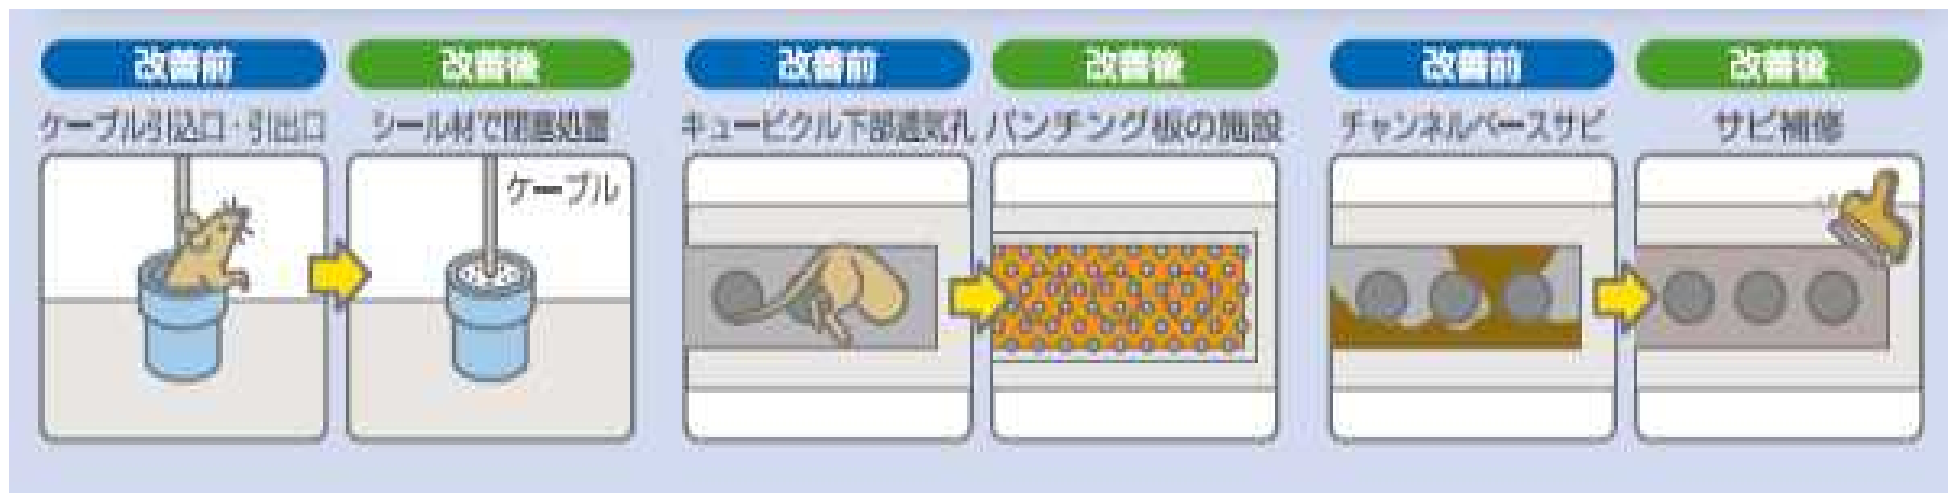 改善前
ケーブル引込口・引出口
改善後
シール材で閉塞処置
ケーブル
改善前
キュービクル下部通気孔
改善後
パンチング板の施設
改善前
チャンネルベースサビ
改善後
サビ補修